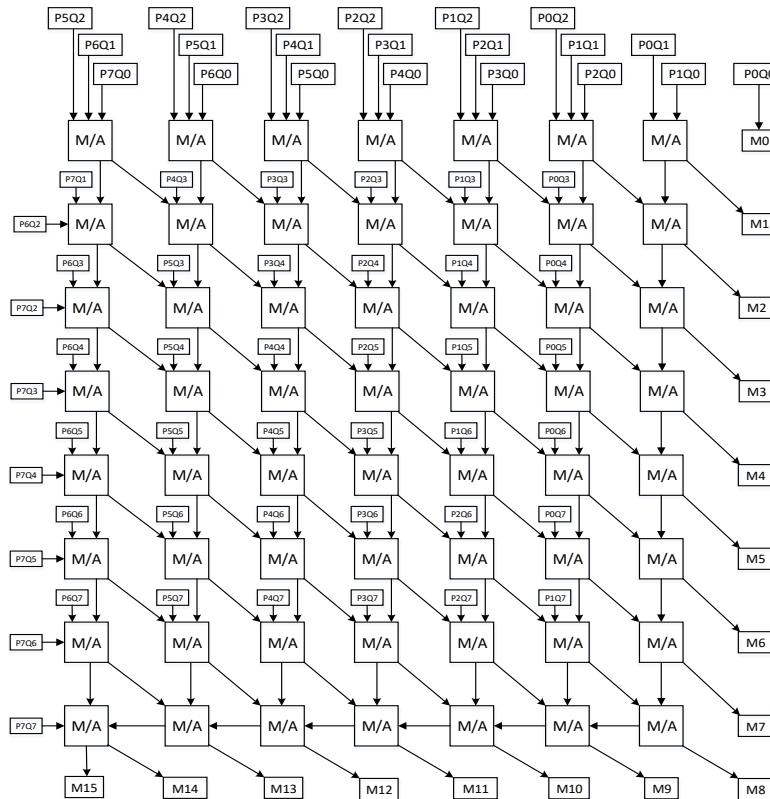 P5Q2 P4Q2 P3Q2 P2Q2 P1Q2 P0Q2
P6Q1 P5Q1 P4Q1 P3Q1 P2Q1 P1Q1 P0Q1
P7Q0 P6Q0 P5Q0 P4Q0 P3Q0 P2Q0 P1Q0 P0Q0
M/A M/A M/A M/A M/A M/A M/A M0
P7Q1 P4Q3 P3Q3 P2Q3 P1Q3 P0Q3
P6Q2 M/A M/A M/A M/A M/A M/A M/A M1
P6Q3 P5Q3 P3Q4 P2Q4 P1Q4 P0Q4
P7Q2 M/A M/A M/A M/A M/A M/A M/A M2
P6Q4 P5Q4 P4Q4 P2Q5 P1Q5 P0Q5
P7Q3 M/A M/A M/A M/A M/A M/A M/A M3
P6Q5 P5Q5 P4Q5 P3Q5 P1Q6 P0Q6
P7Q4 M/A M/A M/A M/A M/A M/A M/A M4
P6Q6 P5Q6 P4Q6 P3Q6 P2Q6 P0Q7
P7Q5 M/A M/A M/A M/A M/A M/A M/A M5
P6Q7 P5Q7 P4Q7 P3Q7 P2Q7 P1Q7
P7Q6 M/A M/A M/A M/A M/A M/A M/A M6
P7Q7 M/A M/A M/A M/A M/A M/A M/A M7
M15 M14 M13 M12 M11 M10 M9 M8